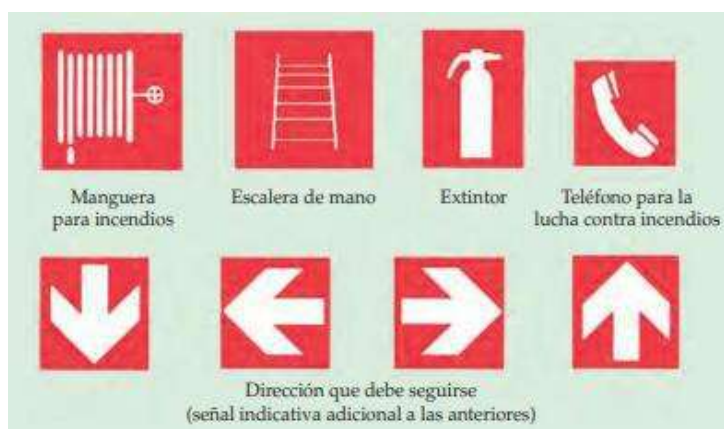 Manguera
para incendios
Escalera de mano
Extintor
Teléfono para la
lucha contra incendios
Dirección que debe seguirse
(señal indicativa adicional a las anteriores)